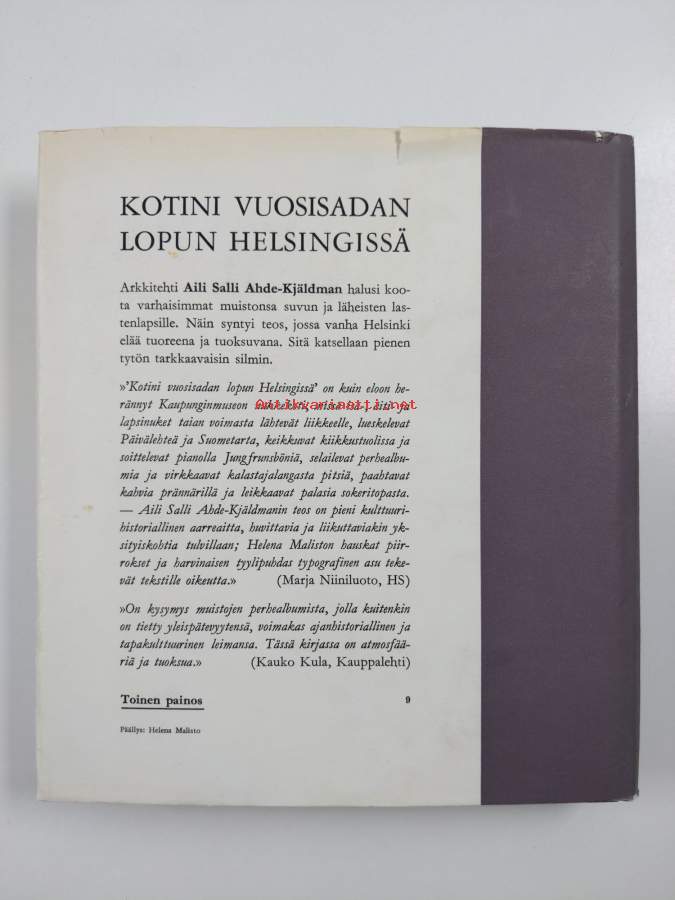 KOTINI VUOSISADAN
LOPUN HELSINGISSÄ
Arkkitehti Aili Salli Ahde-Kjäldman halusi koo-
ta varhaisimmat muistonsa suvun ja läheisten las-
tenlapsille. Näin syntyi teos, jossa vanha Helsinki
elää tuoreena ja tuoksuvana. Sitä katsellaan pienen
tytön tarkkaavaisin silmin.
»'Kotini vuosisadan lopun Helsingissä' on kuin eloon he-
rännyt Kaupunginmuseon nukkekoti, missä isä-, äiti- ja
antikvariaatti.net
lapsinuket taian voimasta lähtevät liikkeelle, lueskelevat
Päivälehteä ja Suometarta, keikkuvat kiikkustuolissa ja
soittelevat pianolla Jungfrunsböniä, selailevat perhealbu-
mia ja virkkaavat kalastajalangasta pitsiä, paahtavat
kahvia prännärillä ja leikkaavat palasia sokeritopasta.
— Aili Salli Ahde-Kjäldmanin teos on pieni kulttuuri-
historiallinen aarreaitta, huvittavia ja liikuttaviakin yk-
sityiskohtia tulvillaan; Helena Maliston hauskat piir-
rokset ja harvinaisen tyylipuhdas typografinen asu teke-
vät tekstille oikeutta.» (Marja Niiniluoto, HS)
»On kysymys muistojen perhealbumista, jolla kuitenkin
on tietty yleispätevyytensä, voimakas ajanhistoriallinen ja
tapakulttuurinen leimansa. Tässä kirjassa on atmosfää-
riä ja tuoksua.» (Kauko Kula, Kauppalehti)
Toinen painos 9
Päällys: Helena Malisto